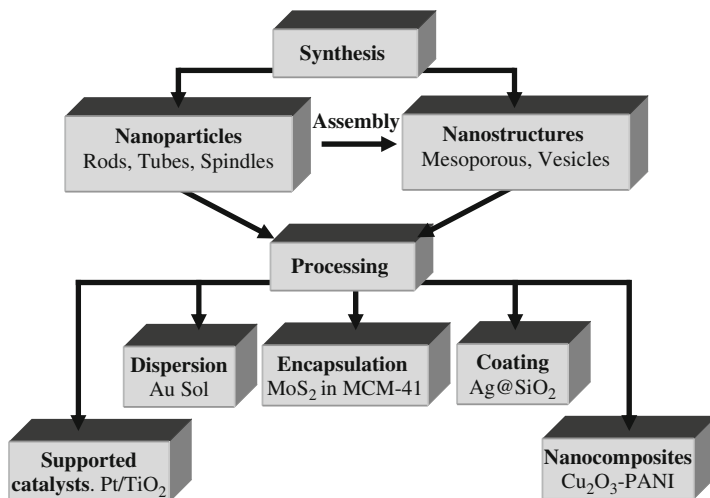 Synthesis
Nanoparticles
Rods, Tubes, Spindles
Assembly
Nanostructures
Mesoporous, Vesicles
Processing
Dispersion
Au Sol
Encapsulation
MoS₂ in MCM-41
Coating
Ag@SiO₂
Supported
catalysts. Pt/TiO₂
Nanocomposites
Cu₂O₃-PANI